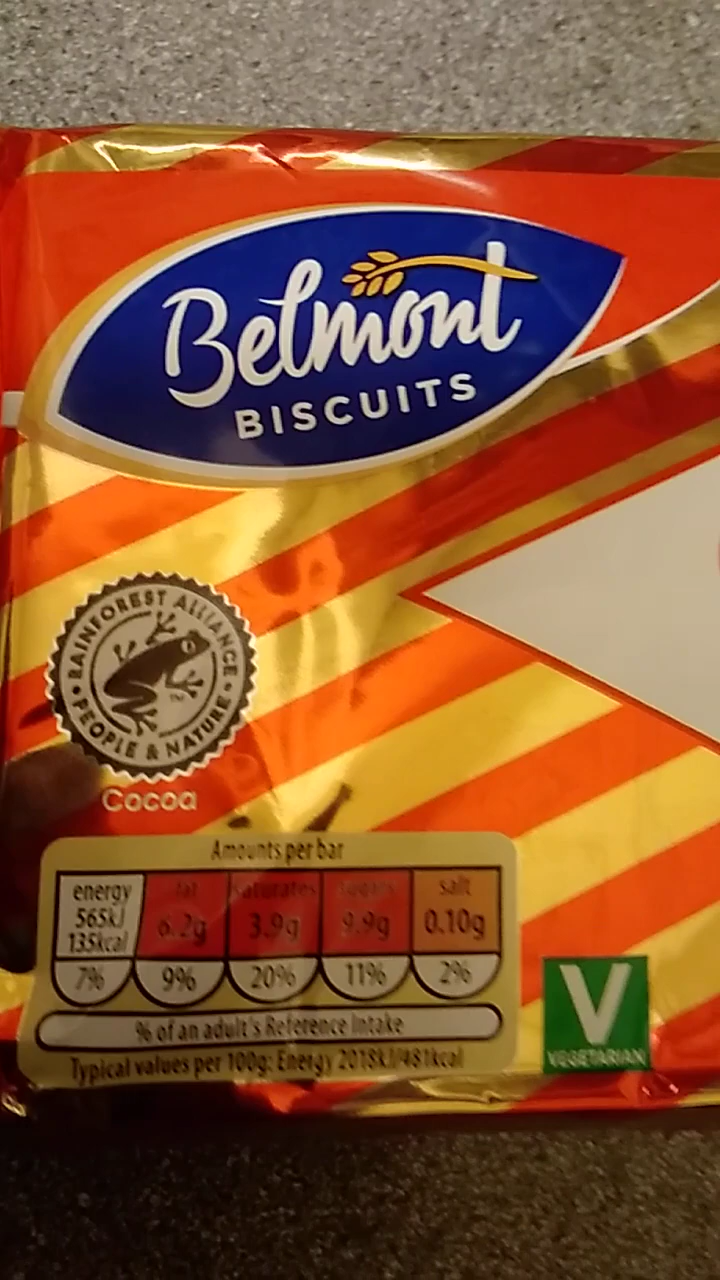 Belmont
BISCUITS
RAINFOREST ALLIANCE
• PEOPLE & NATURE •
TM
Cocoa
Amounts per bar
energy fat saturates sugars salt
565kJ 6.2g 3.9g 9.9g 0.10g
135kcal
7% 9% 20% 11% 2%
% of an adult's Reference Intake
Typical values per 100g: Energy 2018kJ/481kcal
V
VEGETARIAN